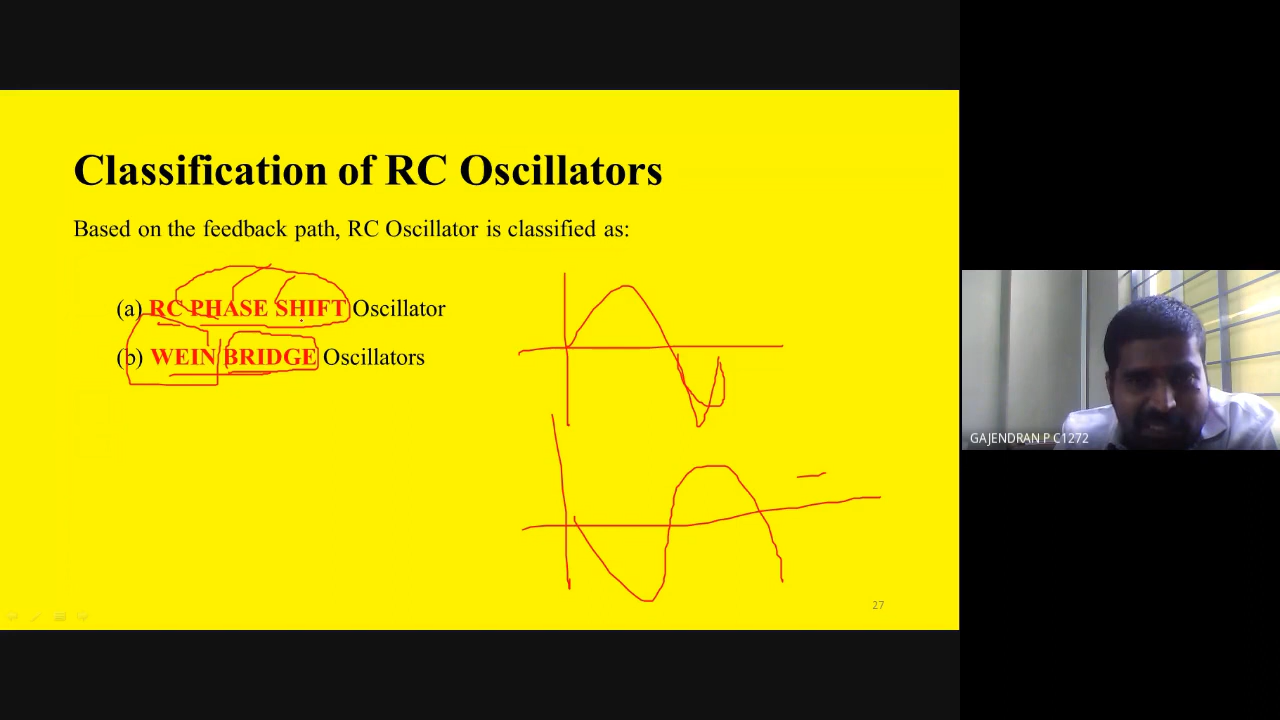 Classification of RC Oscillators
Based on the feedback path, RC Oscillator is classified as:
(a) RC PHASE SHIFT Oscillator
(b) WEIN BRIDGE Oscillators
27
GAJENDRAN P C1272